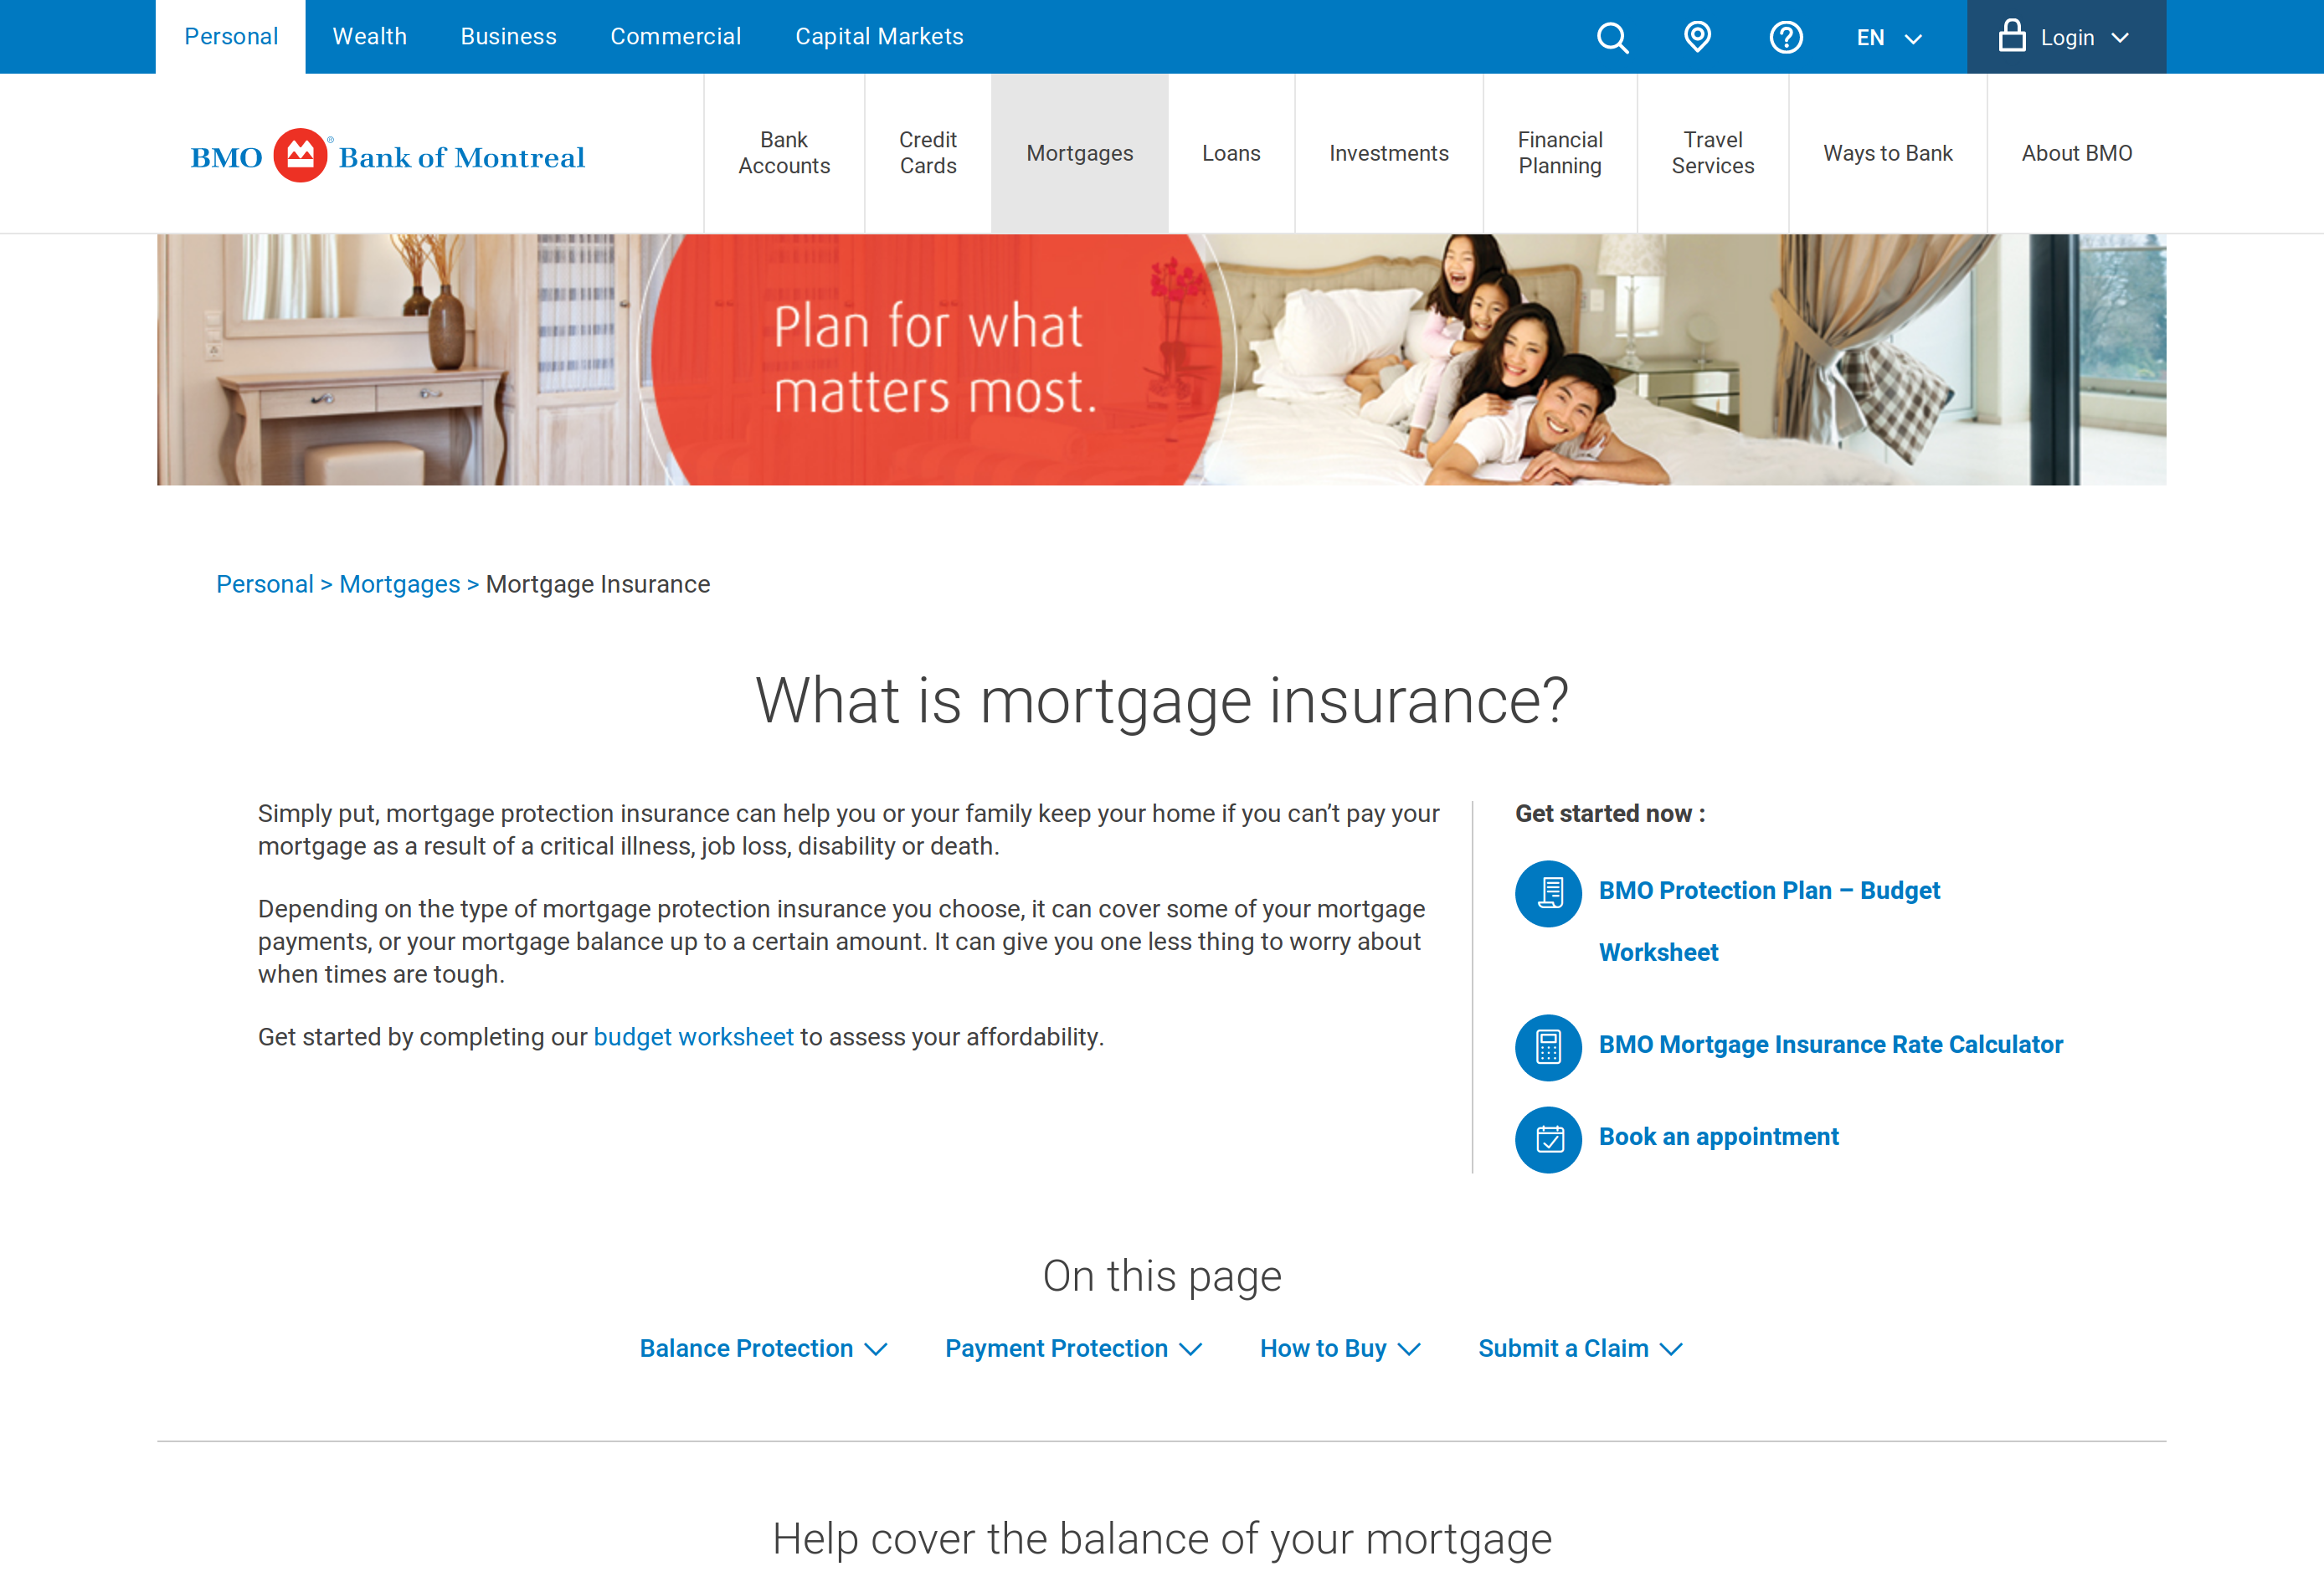 Personal
Wealth
Business
Commercial
Capital Markets
EN
Login
BMO Bank of Montreal
®
Bank
Accounts
Credit
Cards
Mortgages
Loans
Investments
Financial
Planning
Travel
Services
Ways to Bank
About BMO
Plan for what
matters most.
Personal > Mortgages > Mortgage Insurance
What is mortgage insurance?
Simply put, mortgage protection insurance can help you or your family keep your home if you can’t pay your
mortgage as a result of a critical illness, job loss, disability or death.
Depending on the type of mortgage protection insurance you choose, it can cover some of your mortgage
payments, or your mortgage balance up to a certain amount. It can give you one less thing to worry about
when times are tough.
Get started by completing our budget worksheet to assess your affordability.
Get started now :
BMO Protection Plan – Budget
Worksheet
BMO Mortgage Insurance Rate Calculator
Book an appointment
On this page
Balance Protection
Payment Protection
How to Buy
Submit a Claim
Help cover the balance of your mortgage